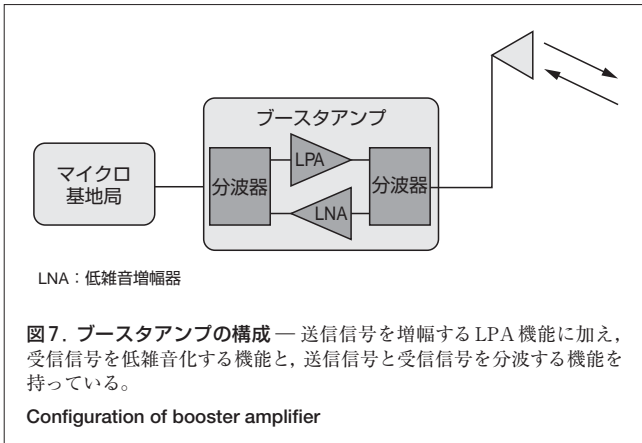 ブースタアンプ
マイクロ
基地局
分波器
LPA
LNA
分波器
LNA：低雑音増幅器
図7．ブースタアンプの構成 ― 送信信号を増幅するLPA機能に加え，
受信信号を低雑音化する機能と，送信信号と受信信号を分波する機能を
持っている。
Configuration of booster amplifier